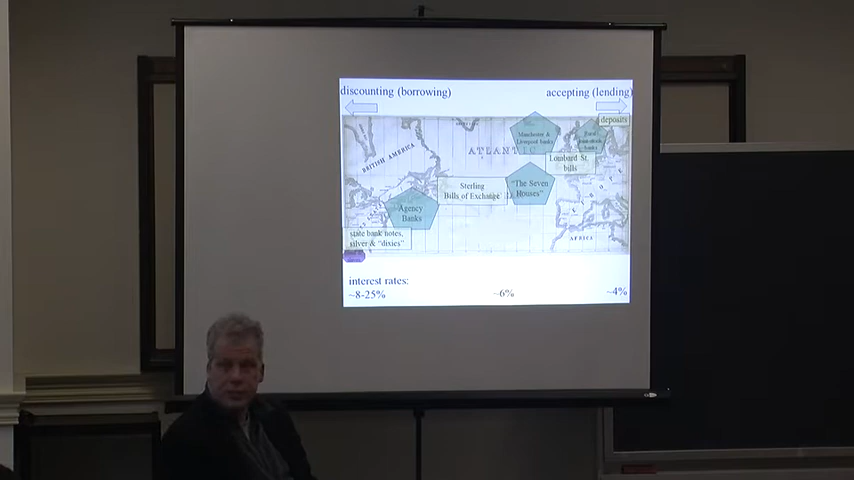 discounting (borrowing)
accepting (lending)
deposits
BRITISH AMERICA
ATLANTIC
Manchester &
Liverpool banks
banks
Lombard St.
bills
Sterling
Bills of Exchange
"The Seven
Houses"
Agency
Banks
state bank notes,
silver & "dixies"
AFRICA
interest rates:
~8-25%
~6%
~4%